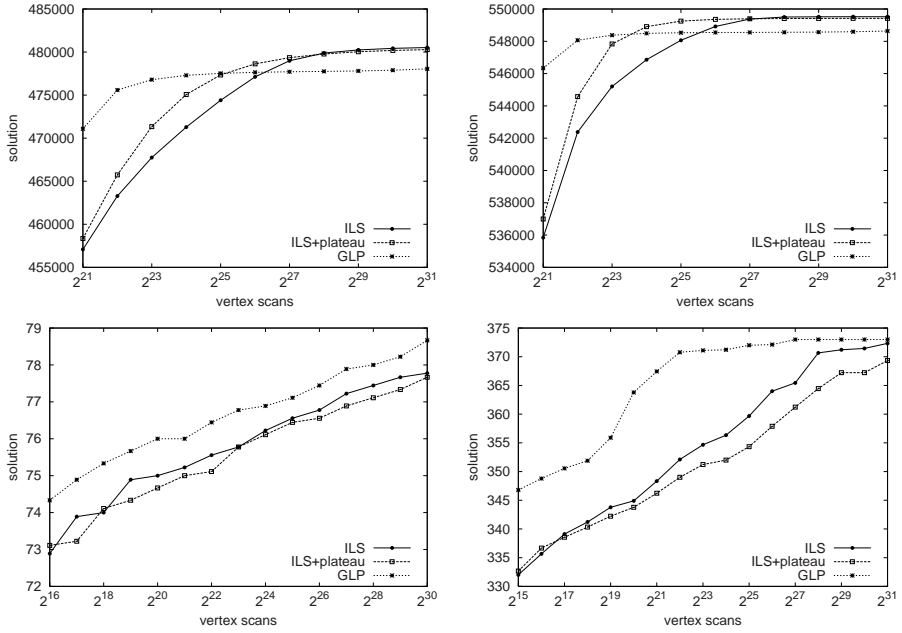 485000
480000
475000
470000
465000
460000
455000
solution
2^21 2^23 2^25 2^27 2^29 2^31
vertex scans
ILS
ILS+plateau
GLP
550000
548000
546000
544000
542000
540000
538000
536000
534000
solution
2^21 2^23 2^25 2^27 2^29 2^31
vertex scans
ILS
ILS+plateau
GLP
79
78
77
76
75
74
73
72
solution
2^16 2^18 2^20 2^22 2^24 2^26 2^28 2^30
vertex scans
ILS
ILS+plateau
GLP
375
370
365
360
355
350
345
340
335
330
solution
2^15 2^17 2^19 2^21 2^23 2^25 2^27 2^29 2^31
vertex scans
ILS
ILS+plateau
GLP